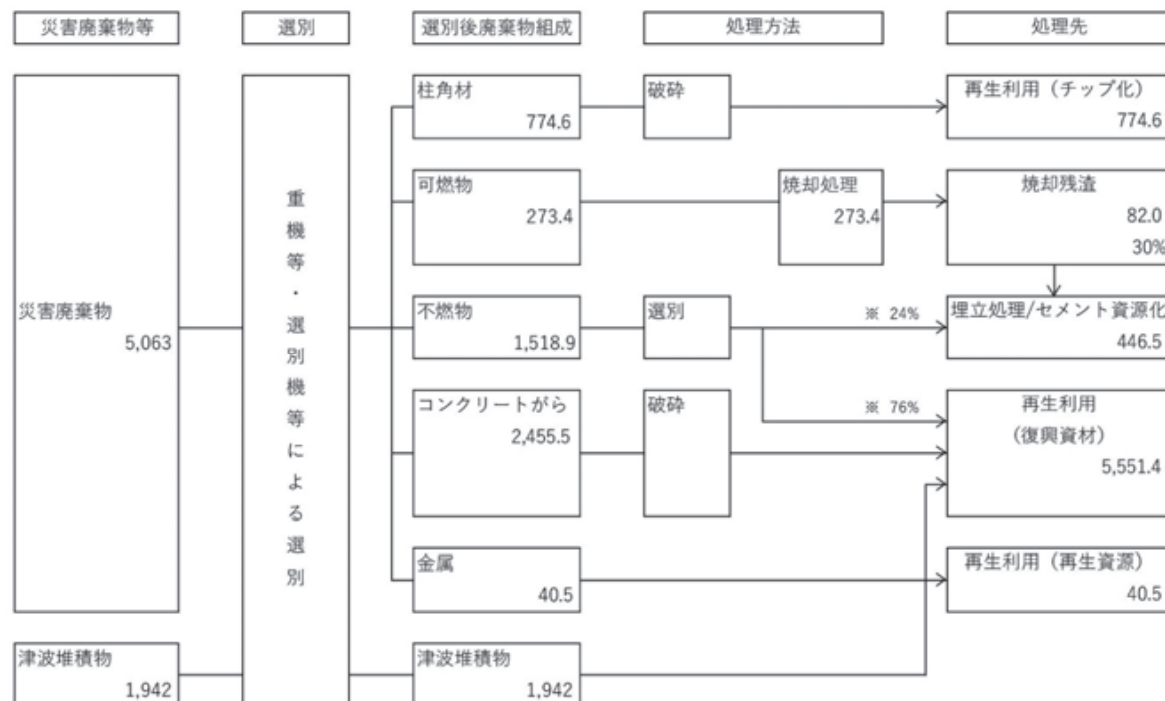 災害廃棄物等
選別
選別後廃棄物組成
処理方法
処理先
災害廃棄物
5,063
津波堆積物
1,942
重機等・選別機等による選別
柱角材
774.6
破砕
再生利用（チップ化）
774.6
可燃物
273.4
焼却処理
273.4
焼却残渣
82.0
30%
不燃物
1,518.9
選別
※ 24%
埋立処理/セメント資源化
446.5
コンクリートがら
2,455.5
破砕
※ 76%
再生利用
（復興資材）
5,551.4
金属
40.5
再生利用（再生資源）
40.5
津波堆積物
1,942